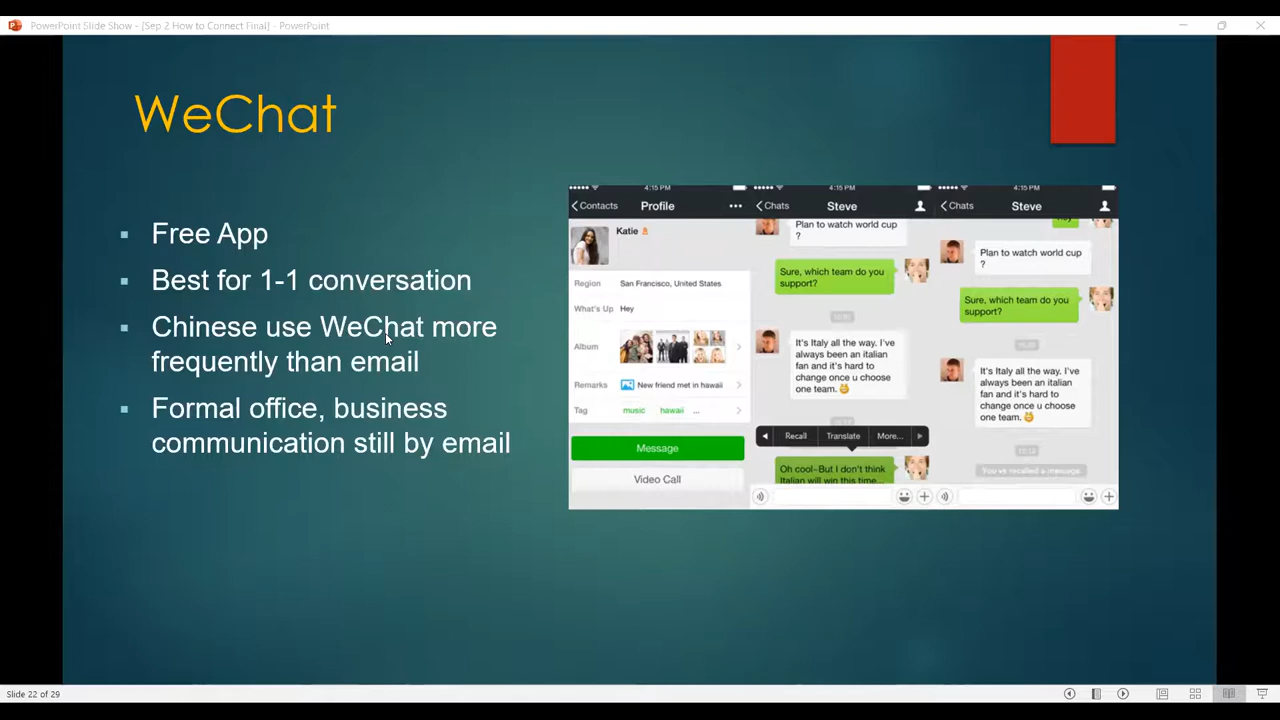 PowerPoint Slide Show - [Sep 2 How to Connect Final] - PowerPoint
WeChat
Free App
Best for 1-1 conversation
Chinese use WeChat more
frequently than email
Formal office, business
communication still by email
4:15 PM
Contacts
Profile
Katie
Region
San Francisco, United States
What's Up
Hey
Album
Remarks
New friend met in hawaii
Tag
music hawaii ...
Message
Video Call
4:15 PM
Chats
Steve
Plan to watch world cup
?
Sure, which team do you
support?
It's Italy all the way. I've
always been an italian
fan and it's hard to
change once u choose
one team.
Recall
Translate
More...
Oh cool~But I don't think
Italian will win this time...
4:15 PM
Chats
Steve
Plan to watch world cup
?
Sure, which team do you
support?
It's Italy all the way. I've
always been an italian
fan and it's hard to
change once u choose
one team.
You've recalled a message
Slide 22 of 29